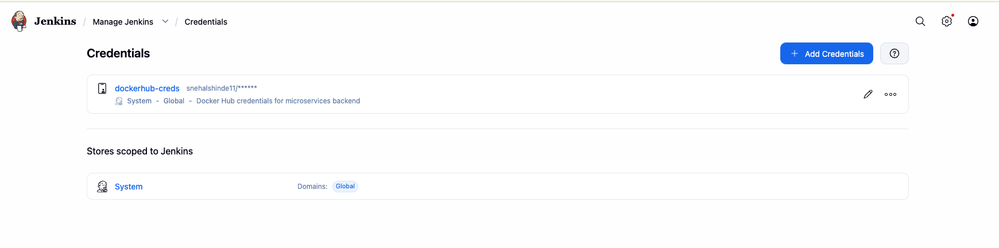 Jenkins / Manage Jenkins / Credentials
Credentials
+ Add Credentials
dockerhub-creds snehalshinde11/******
System - Global - Docker Hub credentials for microservices backend
Stores scoped to Jenkins
System Domains: Global